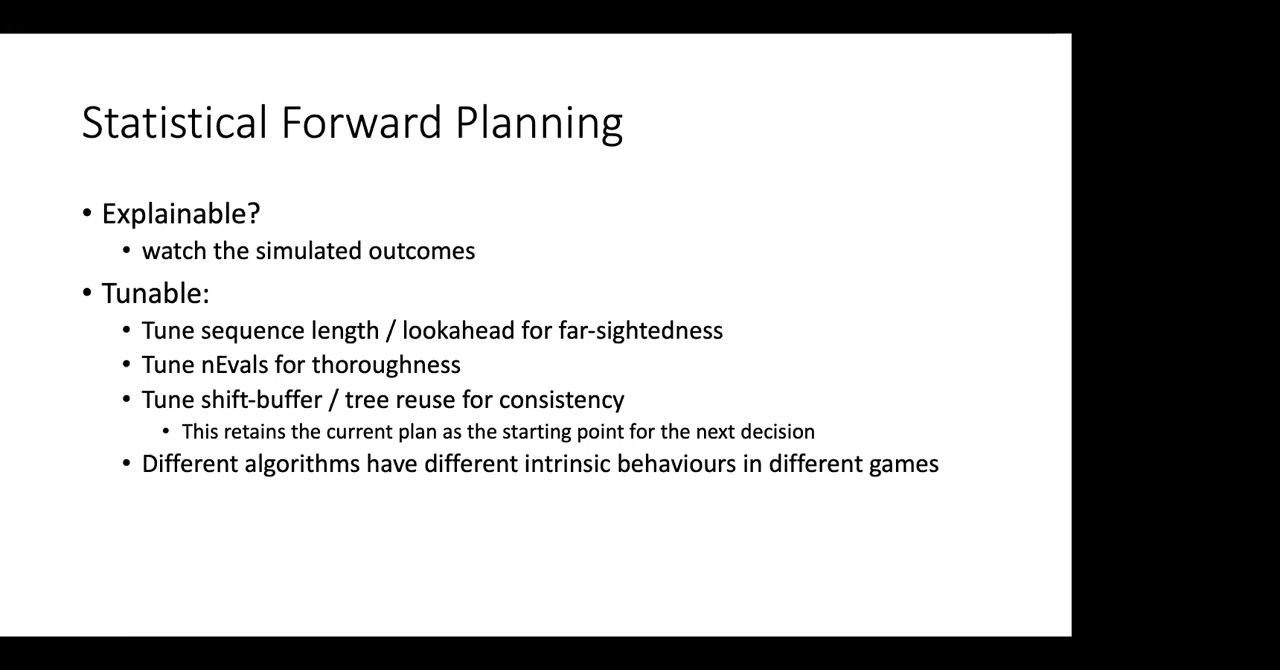 Statistical Forward Planning
• Explainable?
• watch the simulated outcomes
• Tunable:
• Tune sequence length / lookahead for far-sightedness
• Tune nEvals for thoroughness
• Tune shift-buffer / tree reuse for consistency
• This retains the current plan as the starting point for the next decision
• Different algorithms have different intrinsic behaviours in different games